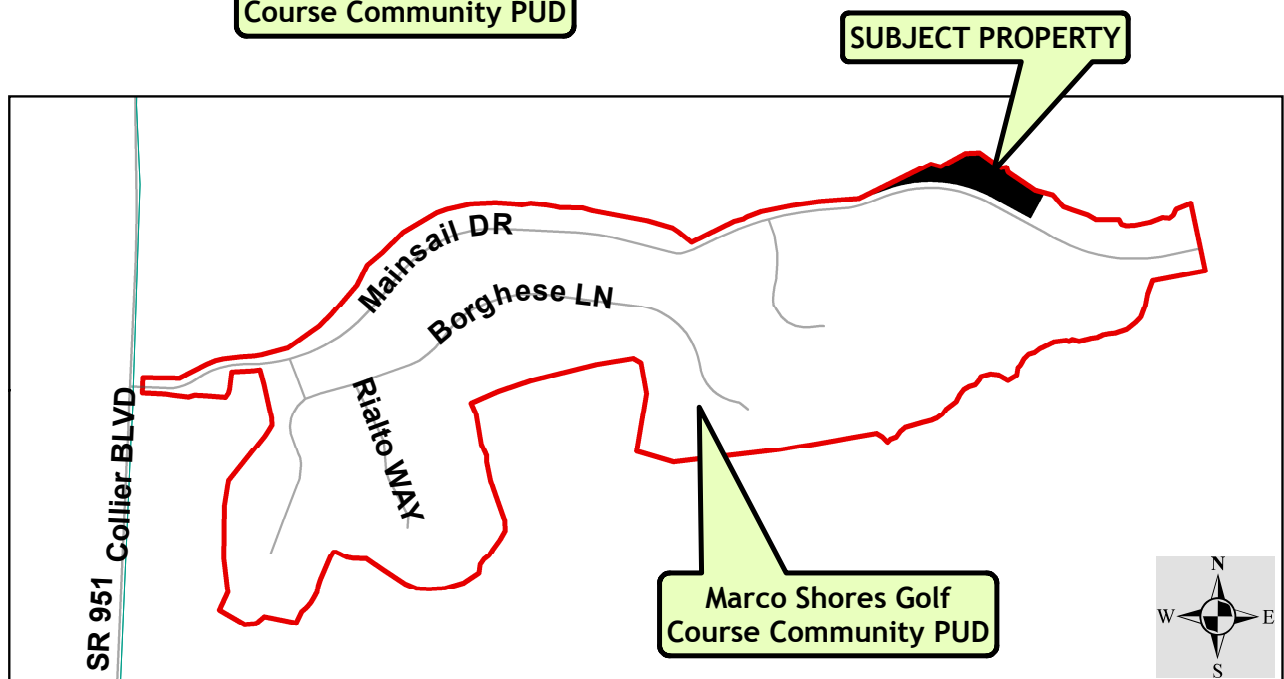 Course Community PUD
SUBJECT PROPERTY
Mainsail DR
Borghese LN
Rialto WAY
SR 951 Collier BLVD
Marco Shores Golf
Course Community PUD
N
W E
S